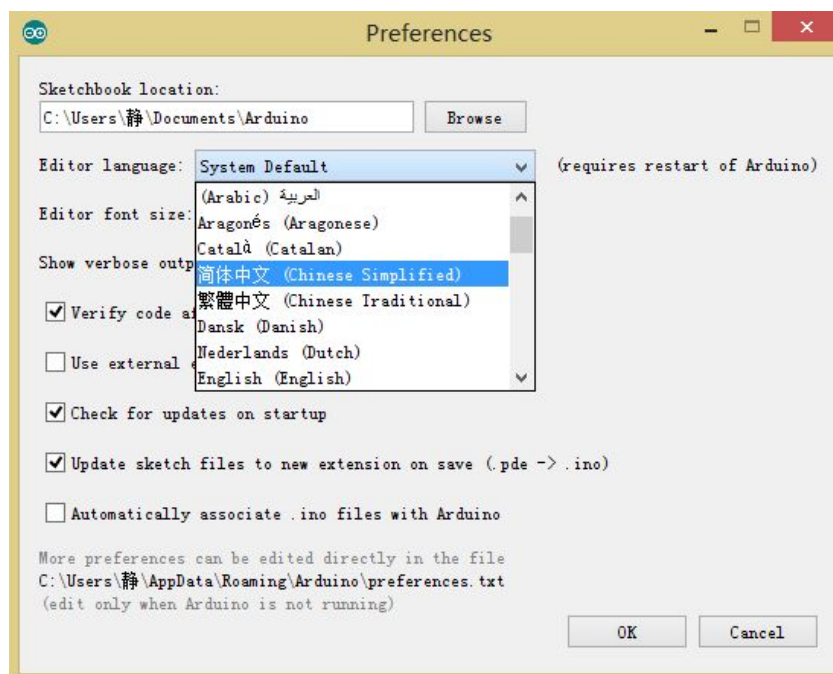 Preferences
Sketchbook location:
C:\Users\静\Documents\Arduino Browse
Editor language: System Default (requires restart of Arduino)
(Arabic) العربية
Editor font size:
Aragonés (Aragonese)
Català (Catalan)
Show verbose outp
简体中文 (Chinese Simplified)
繁體中文 (Chinese Traditional)
Verify code a
Dansk (Danish)
Nederlands (Dutch)
Use external
English (English)
Check for updates on startup
Update sketch files to new extension on save (.pde -> .ino)
Automatically associate .ino files with Arduino
More preferences can be edited directly in the file
C:\Users\静\AppData\Roaming\Arduino\preferences.txt
(edit only when Arduino is not running)
OK Cancel